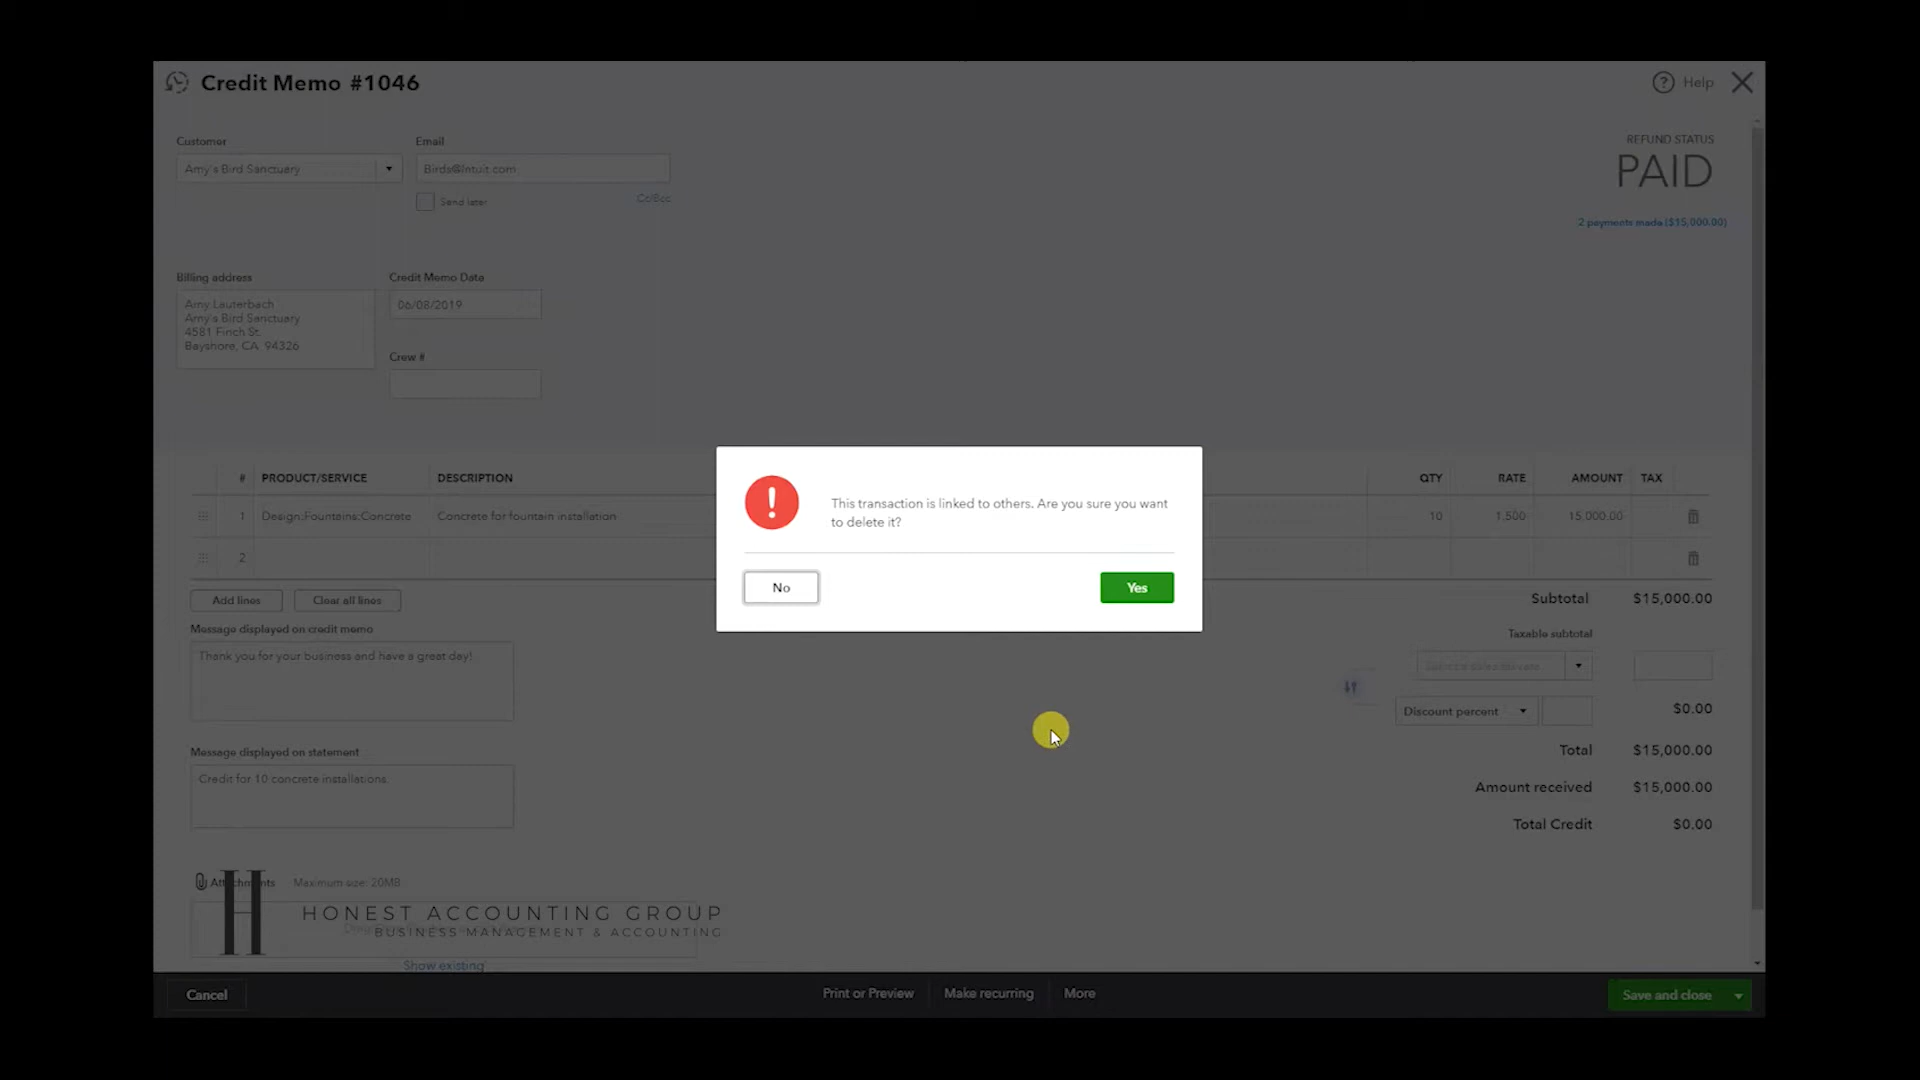 Credit Memo #1046
Help
Customer
Email
REFUND STATUS
Amy's Bird Sanctuary
Birds@Intuit.com
PAID
Send later
Cc/Bcc
2 payments made ($15,000.00)
Billing address
Credit Memo Date
Amy Lauterbach
Amy's Bird Sanctuary
4581 Finch St.
Bayshore, CA 94326
06/08/2019
Crew #
# PRODUCT/SERVICE DESCRIPTION QTY RATE AMOUNT TAX
1 Design:Fountains:Concrete Concrete for fountain installation 10 1,500 15,000.00
2
This transaction is linked to others. Are you sure you want
to delete it?
No
Yes
Add lines
Clear all lines
Subtotal $15,000.00
Message displayed on credit memo
Taxable subtotal
Thank you for your business and have a great day!
Select a sales tax rate
Discount percent
$0.00
Message displayed on statement
Total $15,000.00
Credit for 10 concrete installations.
Amount received $15,000.00
Total Credit $0.00
Attachments Maximum size: 20MB
H
HONEST ACCOUNTING GROUP
BUSINESS MANAGEMENT & ACCOUNTING
Show existing
Cancel
Print or Preview
Make recurring
More
Save and close